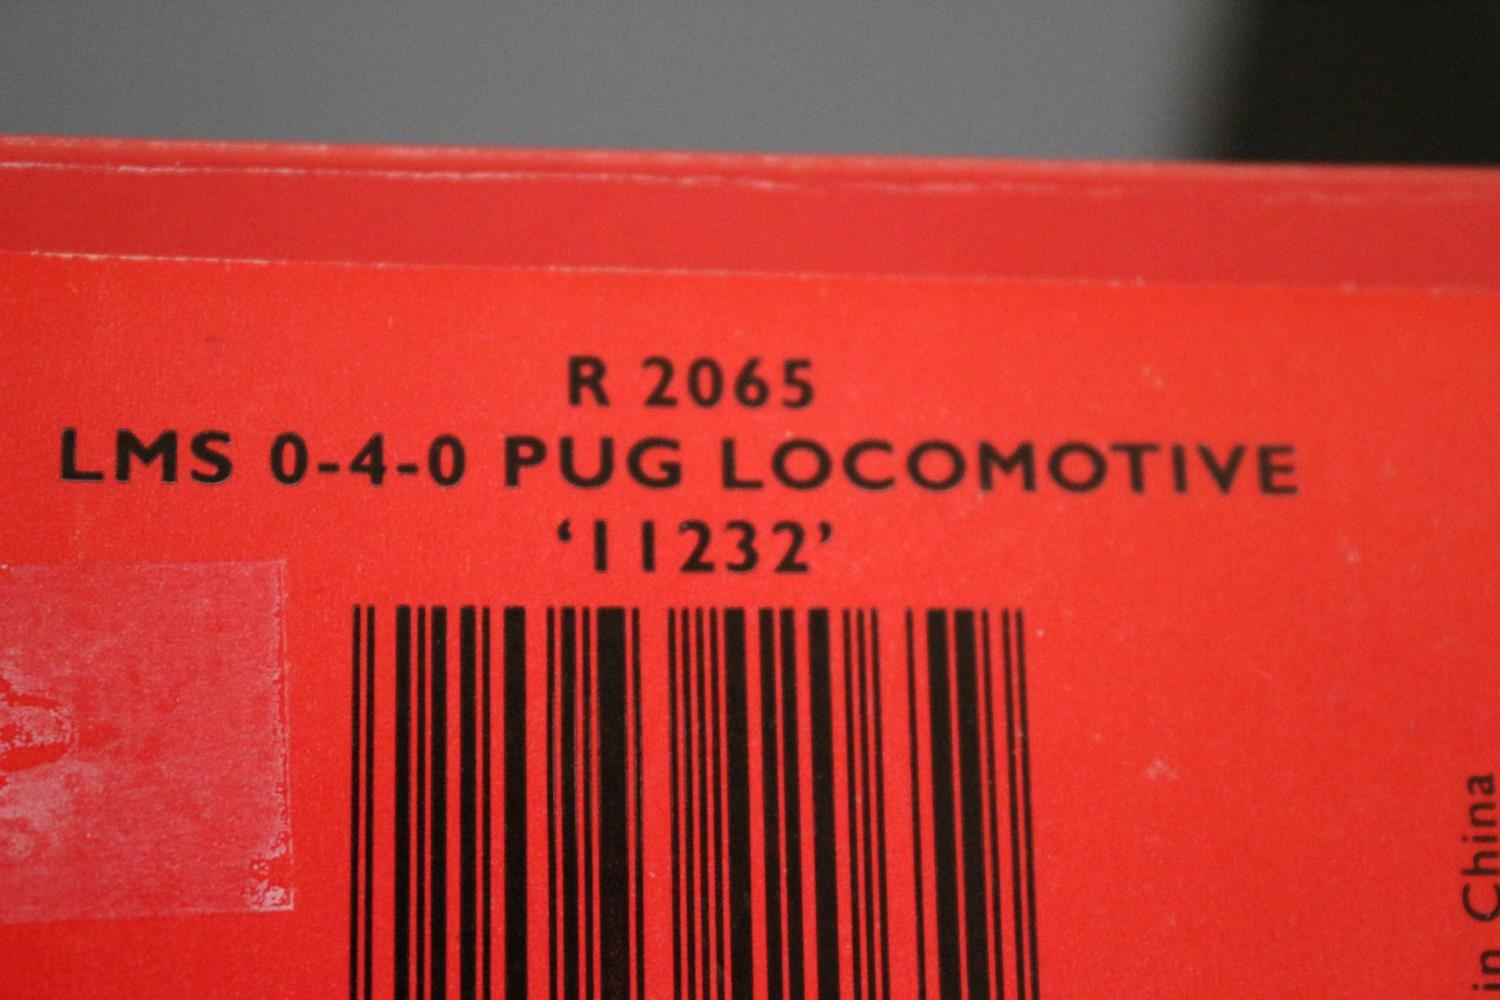 R 2065
LMS 0-4-0 PUG LOCOMOTIVE
‘11232’
in China